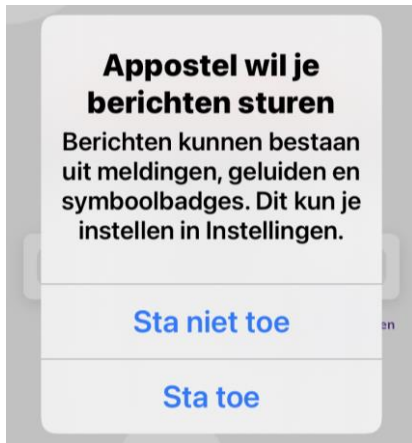 Appostel wil je
berichten sturen
Berichten kunnen bestaan
uit meldingen, geluiden en
symboolbadges. Dit kun je
instellen in Instellingen.
Sta niet toe
en
Sta toe